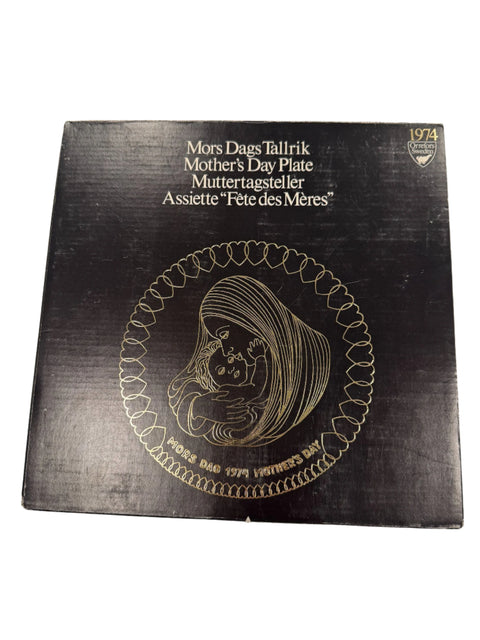 Mors Dags Tallrik
Mother's Day Plate
Muttertagsteller
Assiette "Fête des Mères"
1974
Orrefors
Sweden
MORS DAG 1974 MOTHER'S DAY